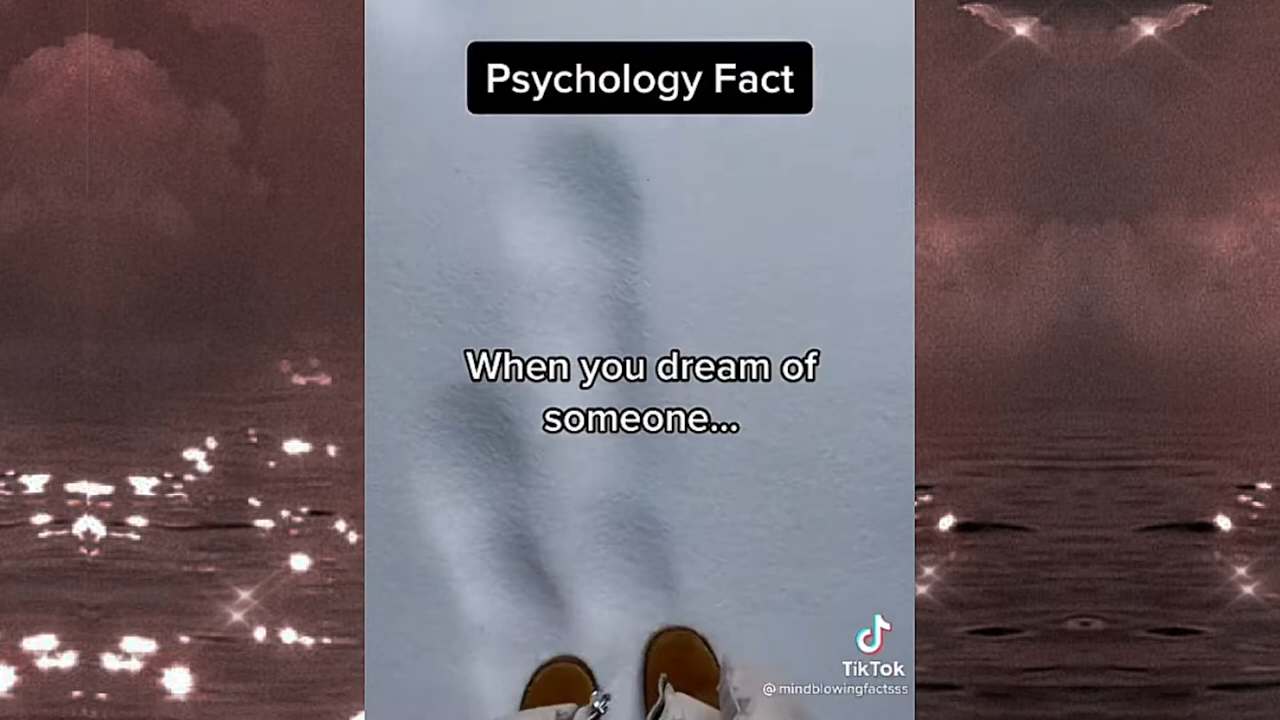 Psychology Fact
When you dream of
someone...
TikTok
@mindblowingfactsss